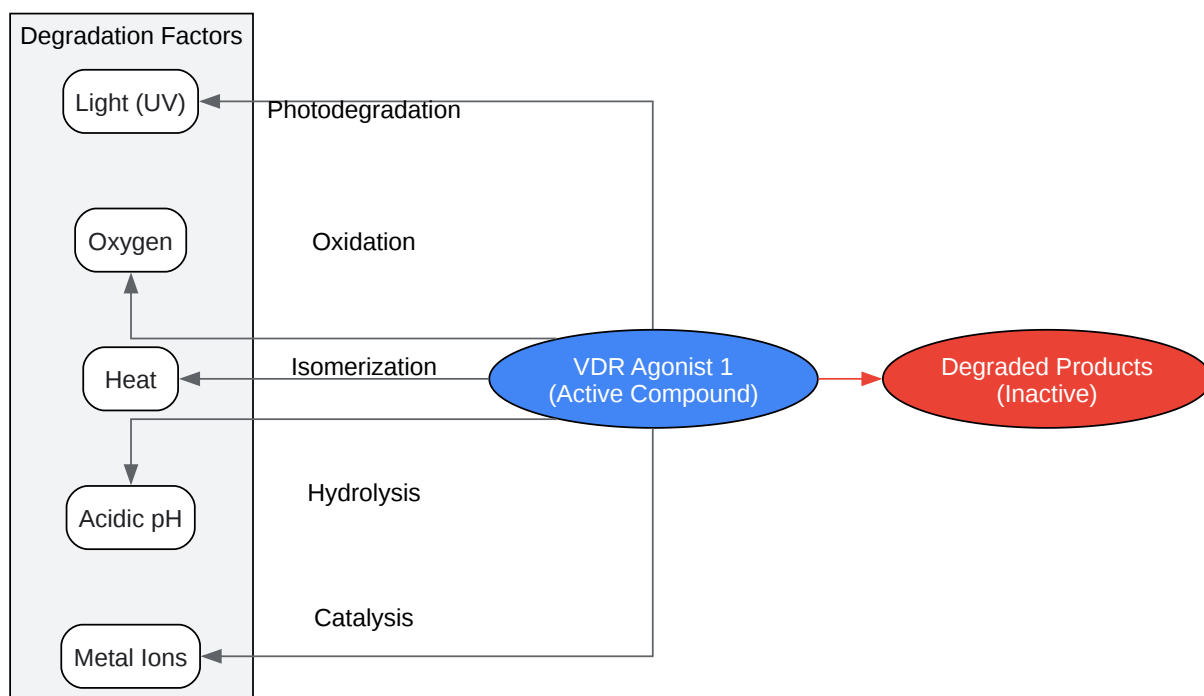 Degradation Factors
Light (UV)
Photodegradation
Oxygen
Oxidation
Heat
Isomerization
VDR Agonist 1
(Active Compound)
Degraded Products
(Inactive)
Acidic pH
Hydrolysis
Metal Ions
Catalysis